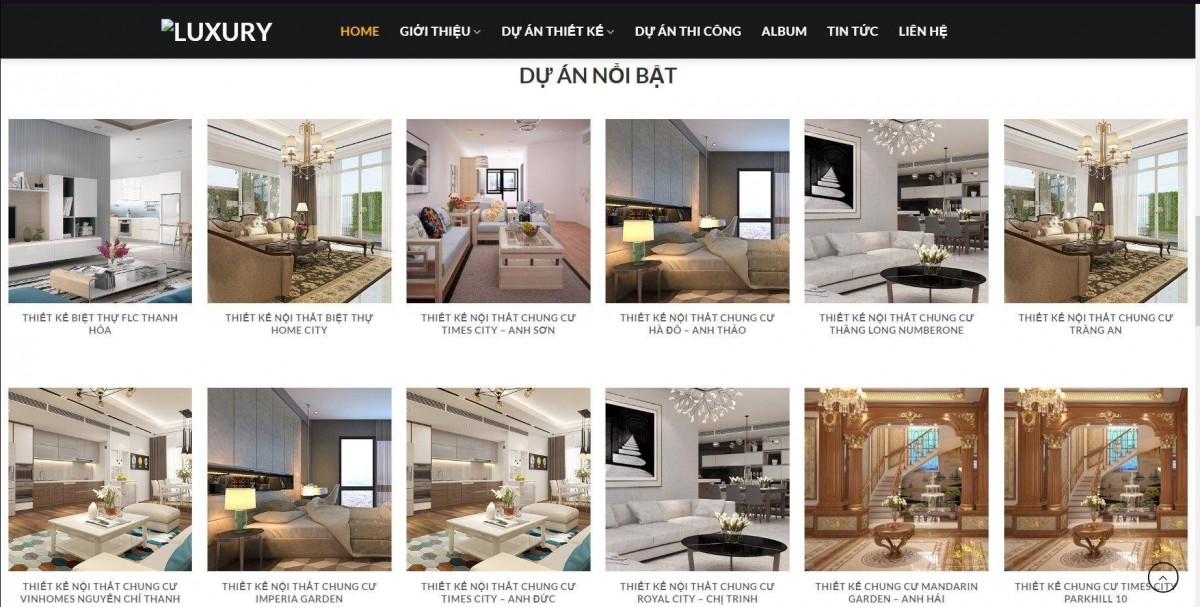 LUXURY
HOME GIỚI THIỆU DỰ ÁN THIẾT KẾ DỰ ÁN THI CÔNG ALBUM TIN TỨC LIÊN HỆ
DỰ ÁN NỔI BẬT
THIẾT KẾ BIỆT THỰ FLC THANH
HÓA
THIẾT KẾ NỘI THẤT BIỆT THỰ
HOME CITY
THIẾT KẾ NỘI THẤT CHUNG CƯ
TIMES CITY – ANH SƠN
THIẾT KẾ NỘI THẤT CHUNG CƯ
HÀ ĐÔ – ANH THẢO
THIẾT KẾ NỘI THẤT CHUNG CƯ
THĂNG LONG NUMBERONE
THIẾT KẾ NỘI THẤT CHUNG CƯ
TRÀNG AN
THIẾT KẾ NỘI THẤT CHUNG CƯ
VINHOMES NGUYỄN CHÍ THANH
THIẾT KẾ NỘI THẤT CHUNG CƯ
IMPERIA GARDEN
THIẾT KẾ NỘI THẤT CHUNG CƯ
TIMES CITY – ANH ĐỨC
THIẾT KẾ NỘI THẤT CHUNG CƯ
ROYAL CITY – CHỊ TRINH
THIẾT KẾ CHUNG CƯ MANDARIN
GARDEN – ANH HẢI
THIẾT KẾ CHUNG CƯ TIMES CITY
PARKHILL 10